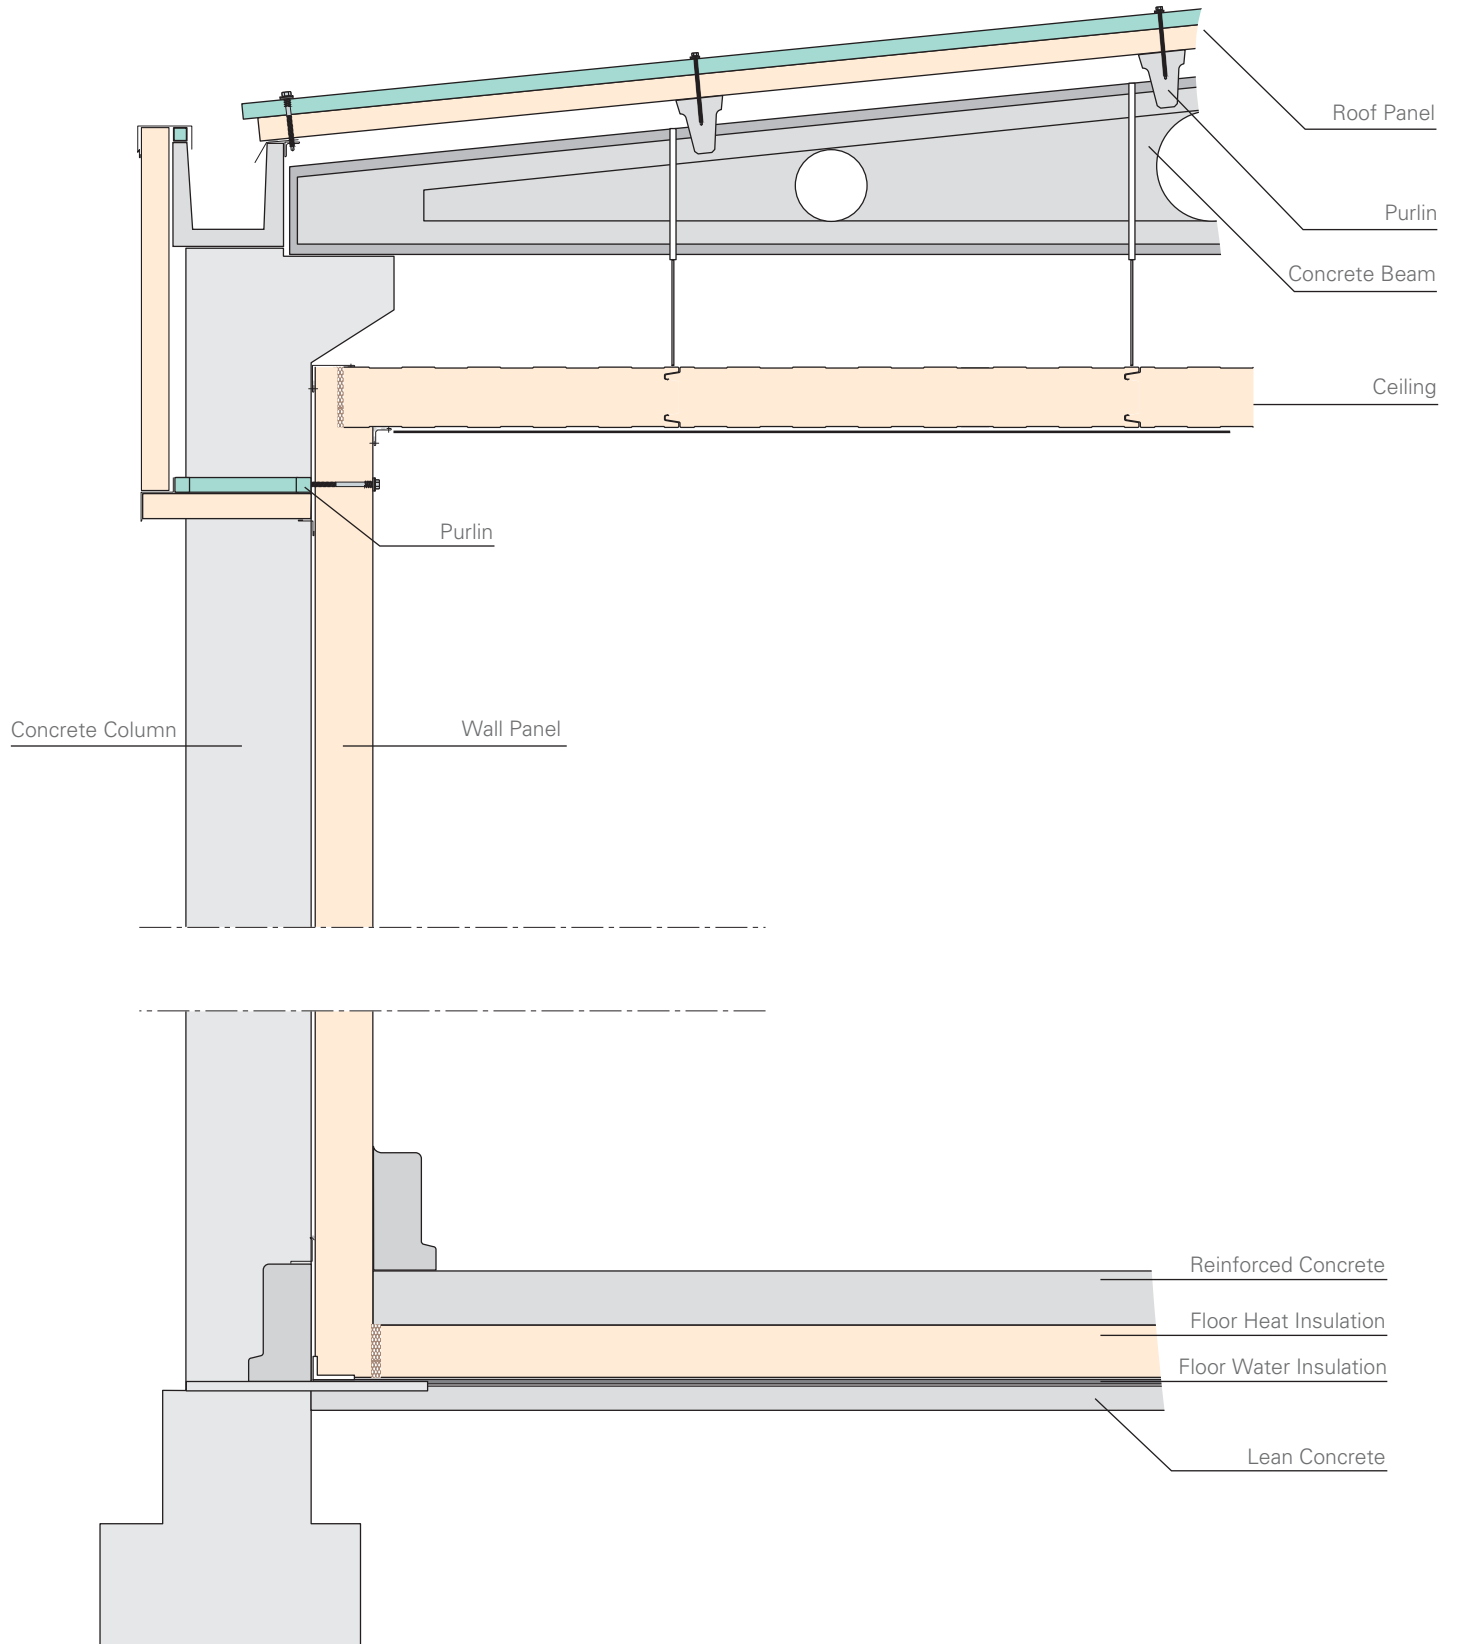 Roof Panel
Purlin
Concrete Beam
Ceiling
Purlin
Concrete Column
Wall Panel
Reinforced Concrete
Floor Heat Insulation
Floor Water Insulation
Lean Concrete